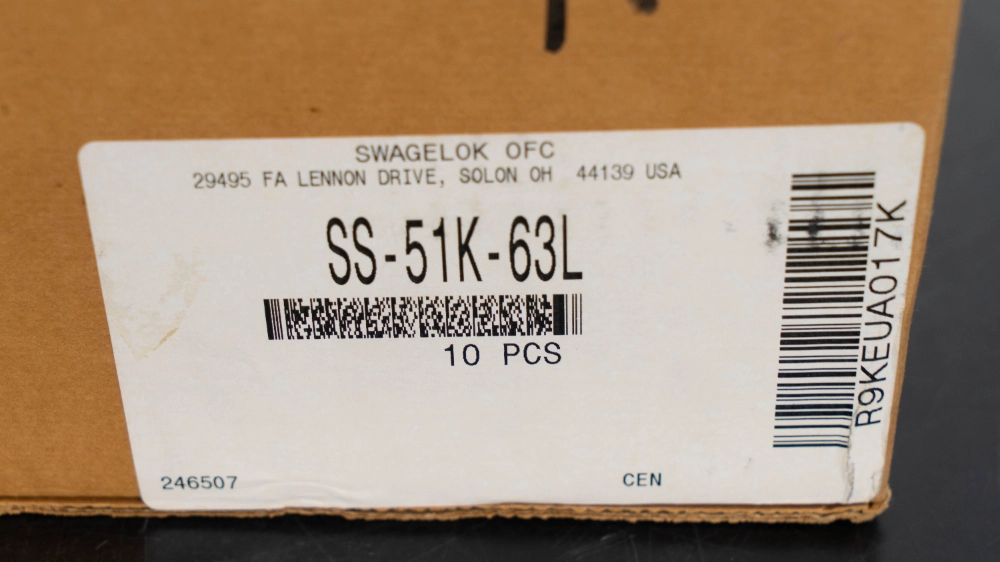 SWAGELOK OFC
29495 FA LENNON DRIVE, SOLON OH 44139 USA
SS-51K-63L
10 PCS
R9KEUA017K
246507
CEN